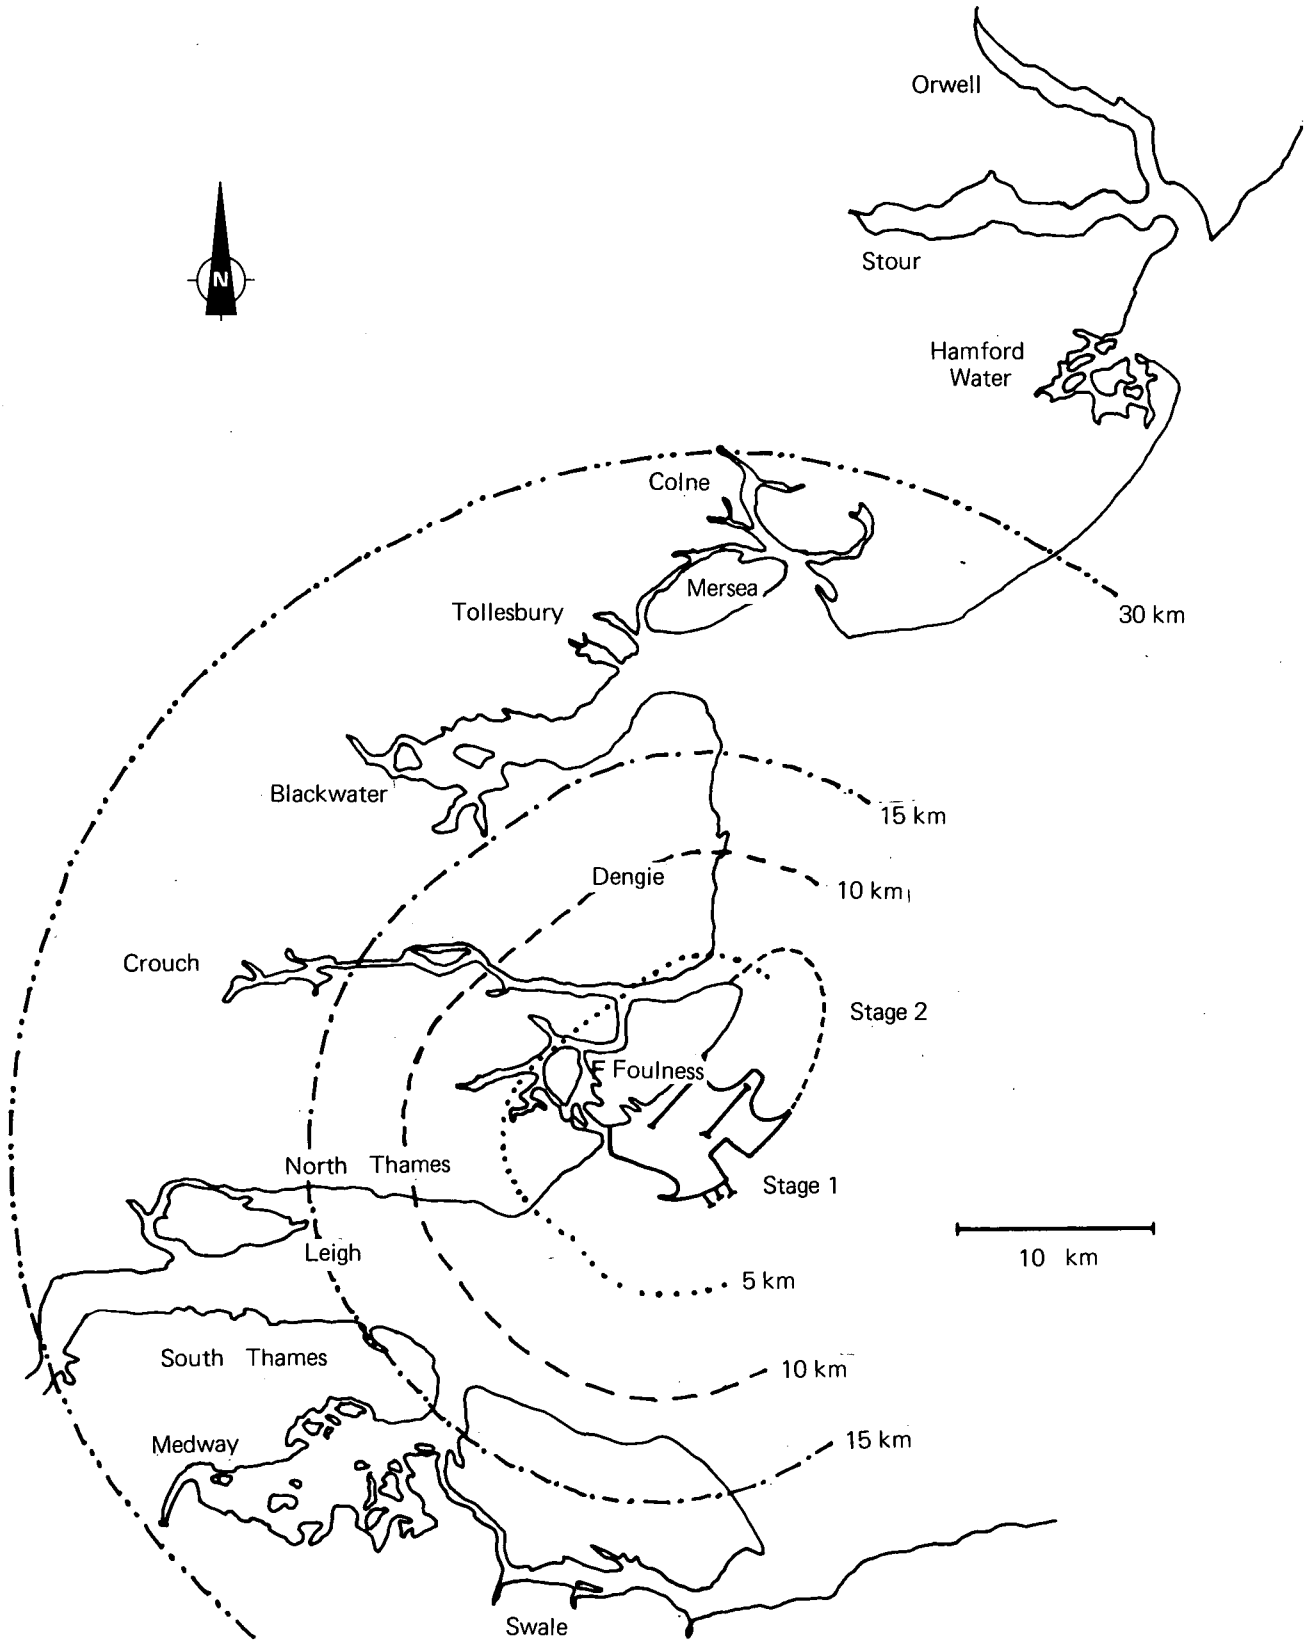 Orwell
N
Stour
Hamford
Water
Colne
Mersea
Tollesbury
30 km
Blackwater
15 km
Dengie
10 km
Crouch
Stage 2
F Foulness
North Thames
Stage 1
Leigh
10 km
5 km
South Thames
10 km
Medway
15 km
Swale